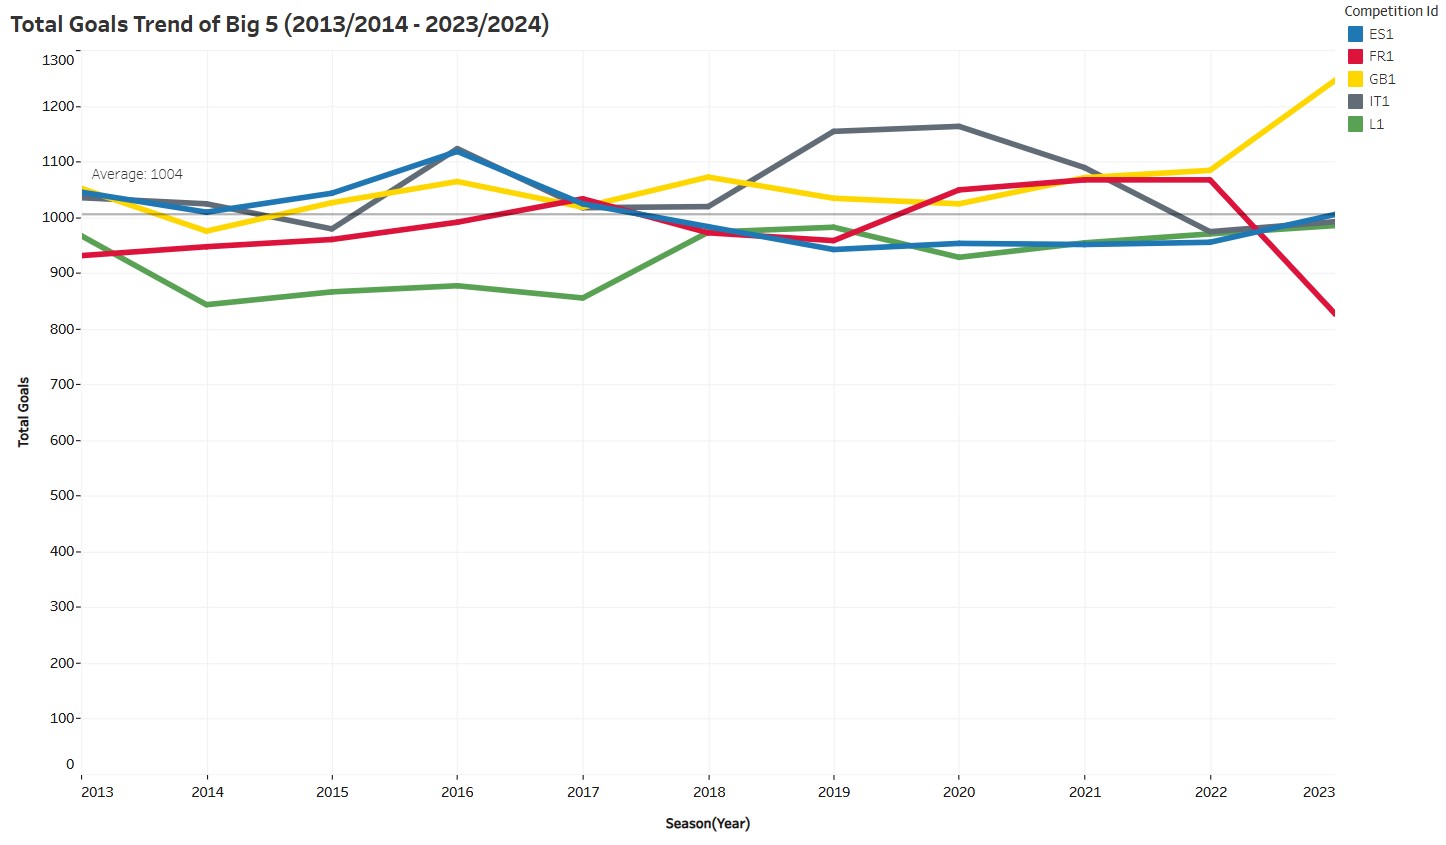 Total Goals Trend of Big 5 (2013/2014 - 2023/2024)
Competition Id
ES1
FR1
GB1
IT1
L1
1300
1200
1100
Average: 1004
1000
900
800
700
600
500
400
300
200
100
0
Total Goals
2013 2014 2015 2016 2017 2018 2019 2020 2021 2022 2023
Season(Year)